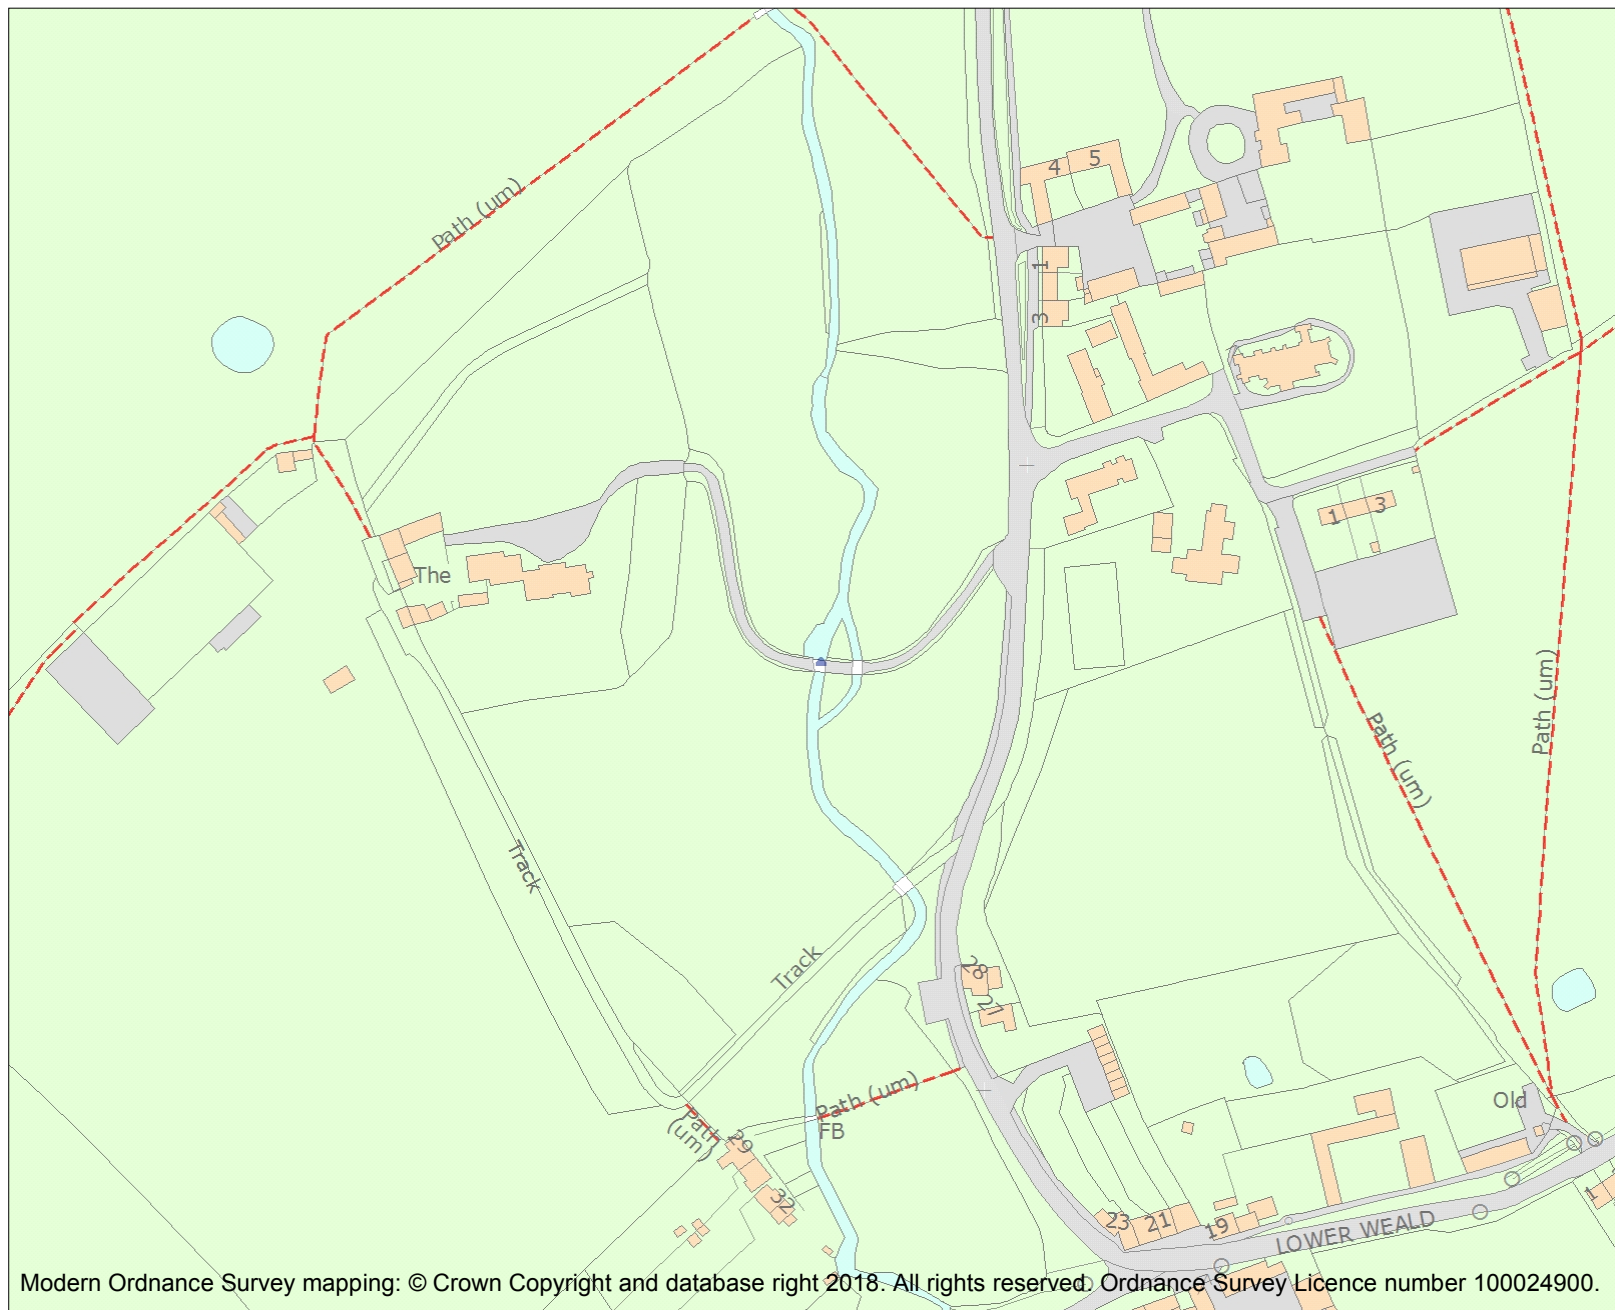 Path (um)
4
5
1
3
The
1
3
Path (um)
Path (um)
Track
Track
28
27
Path (um)
FB
Path
(um)
29
32
Old
23
21
19
1
LOWER WEALD
Modern Ordnance Survey mapping: © Crown Copyright and database right 2018. All rights reserved. Ordnance Survey Licence number 100024900.